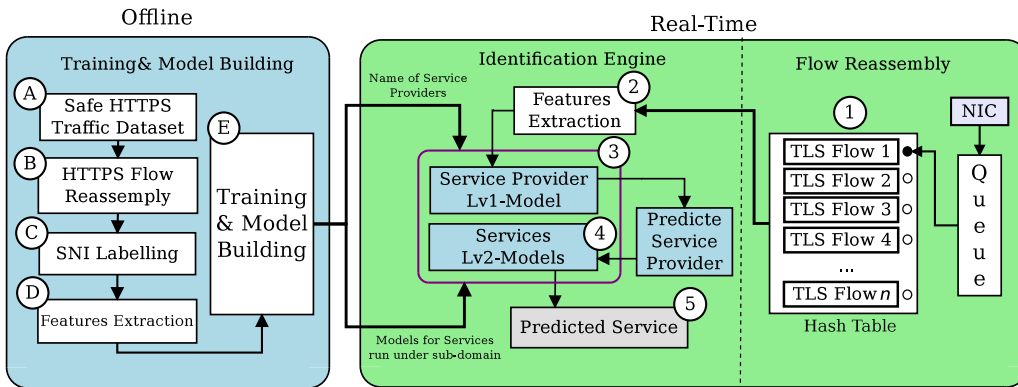 Offline
Training& Model Building
A
Safe HTTPS
Traffic Dataset
B
HTTPS Flow
Reassemply
C
SNI Labelling
D
Features Extraction
E
Training
& Model
Building
Real-Time
Identification Engine
Name of Service
Providers
2
Features
Extraction
3
Service Provider
Lv1-Model
4
Services
Lv2-Models
Predicte
Service
Provider
5
Predicted Service
Models for Services
run under sub-domain
Flow Reassembly
1
TLS Flow 1
TLS Flow 2
TLS Flow 3
TLS Flow 4
...
TLS Flow n
Hash Table
NIC
Queue